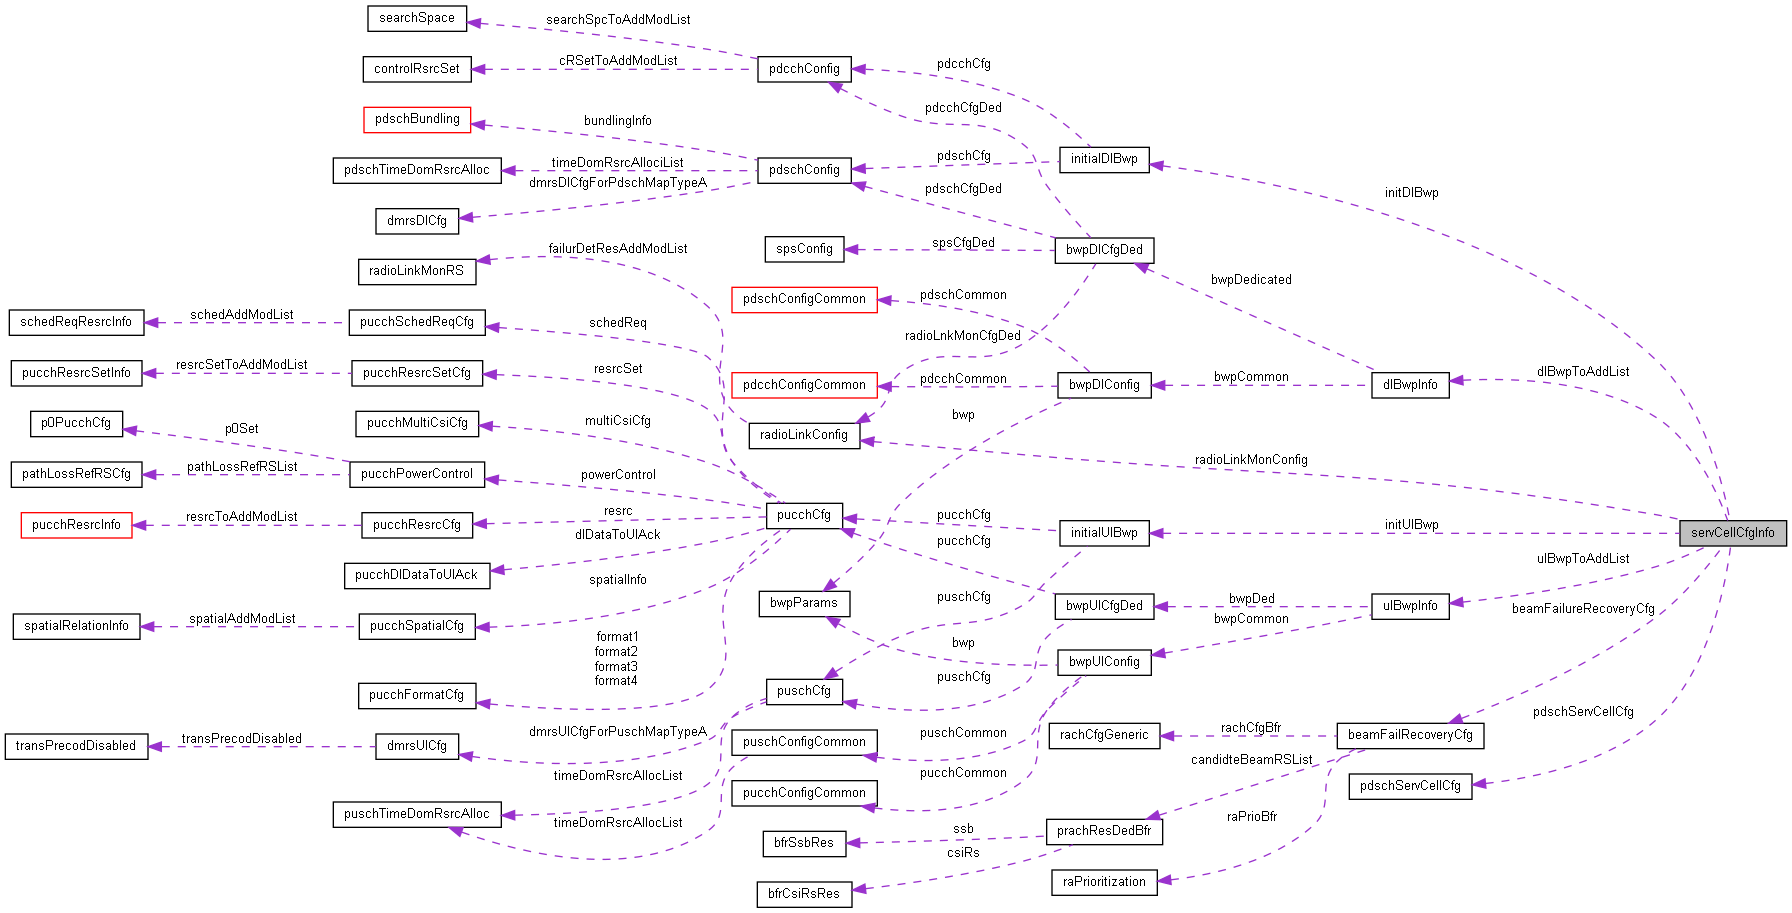 searchSpace
searchSpcToAddModList
controlRsrcSet
cRSetToAddModList
pdcchConfig
pdcchCfg
pdschBundling
bundlingInfo
pdcchCfgDed
pdschTimeDomRsrcAlloc
timeDomRsrcAllociList
pdschConfig
pdschCfg
initialDlBwp
dmrsDlCfgForPdschMapTypeA
pdschCfgDed
initDlBwp
dmrsDlCfg
failurDetResAddModList
spsConfig
spsCfgDed
bwpDlCfgDed
radioLinkMonRS
bwpDedicated
pdschConfigCommon
pdschCommon
schedReqResrcInfo
schedAddModList
pucchSchedReqCfg
schedReq
radioLnkMonCfgDed
pucchResrcSetInfo
resrcSetToAddModList
pucchResrcSetCfg
resrcSet
pdcchConfigCommon
pdcchCommon
bwpDlConfig
bwpCommon
dlBwpInfo
dlBwpToAddList
p0PucchCfg
p0Set
pucchMultiCsiCfg
multiCsiCfg
radioLinkConfig
bwp
pathLossRefRSCfg
pathLossRefRSList
pucchPowerControl
powerControl
radioLinkMonConfig
pucchResrcInfo
resrcToAddModList
pucchResrcCfg
resrc
pucchCfg
pucchCfg
initialUlBwp
initUlBwp
servCellCfgInfo
dlDataToUlAck
pucchCfg
pucchDlDataToUlAck
spatialInfo
ulBwpToAddList
bwpParams
puschCfg
bwpUlCfgDed
bwpDed
ulBwpInfo
beamFailureRecoveryCfg
spatialRelationInfo
spatialAddModList
pucchSpatialCfg
bwpCommon
format1
format2
format3
format4
bwp
bwpUlConfig
pucchFormatCfg
puschCfg
puschCfg
pdschServCellCfg
transPrecodDisabled
transPrecodDisabled
dmrsUlCfg
dmrsUlCfgForPuschMapTypeA
puschConfigCommon
puschCommon
rachCfgGeneric
rachCfgBfr
beamFailRecoveryCfg
candidteBeamRSList
timeDomRsrcAllocList
pucchConfigCommon
pucchCommon
pdschServCellCfg
puschTimeDomRsrcAlloc
timeDomRsrcAllocList
raPrioBfr
bfrSsbRes
ssb
prachResDedBfr
csiRs
bfrCsiRsRes
raPrioritization